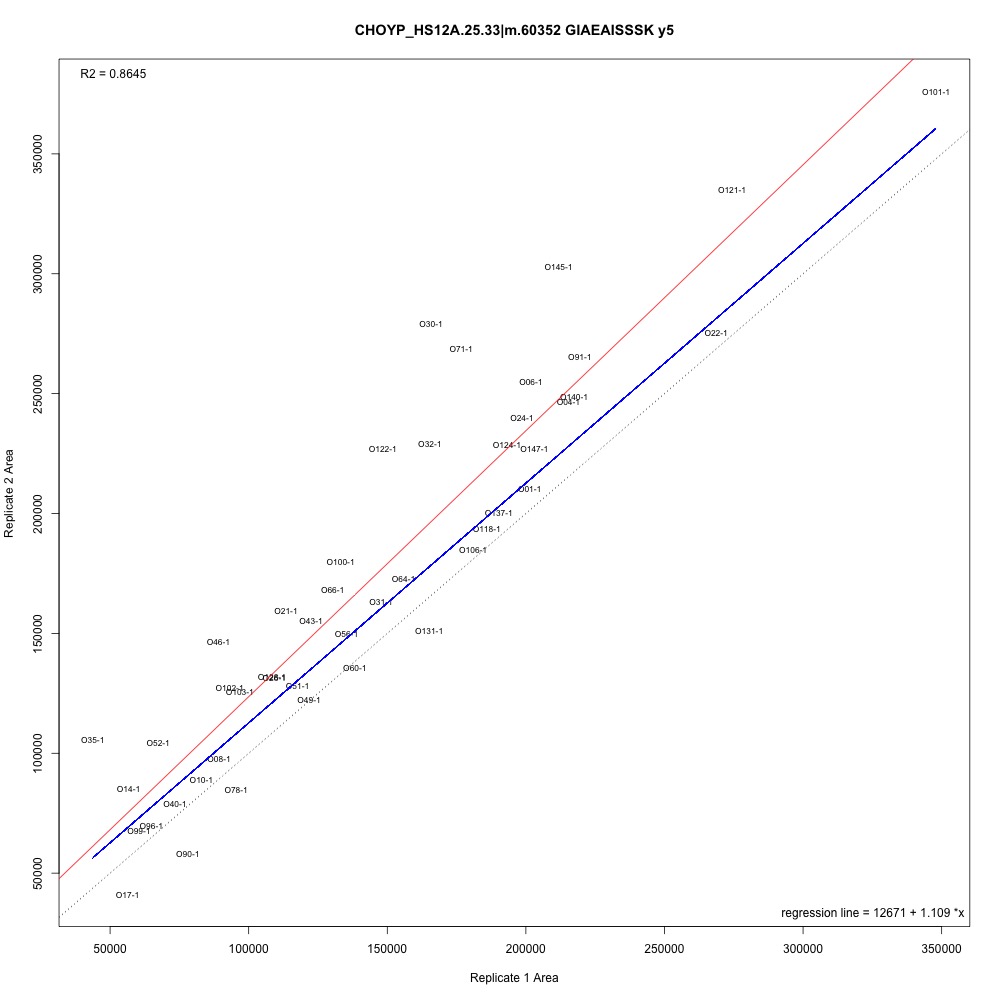 CHOYP_HS12A.25.33|m.60352 GIAEAISSSK y5
R2 = 0.8645
O101-1
O121-1
O145-1
O30-1
O22-1
O71-1
O91-1
O06-1
O140-1
O04-1
O24-1
O32-1
O124-1
O122-1
O147-1
O01-1
O137-1
O118-1
O106-1
O100-1
O64-1
O66-1
O31-1
O21-1
O43-1
O56-1
O131-1
O46-1
O60-1
O126-1
O102-1
O103-1
O51-1
O49-1
O35-1
O52-1
O08-1
O10-1
O14-1
O78-1
O40-1
O96-1
O99-1
O90-1
O17-1
regression line = 12671 + 1.109 *x
50000
100000
150000
200000
250000
300000
350000
Replicate 2 Area
50000
100000
150000
200000
250000
300000
350000
Replicate 1 Area